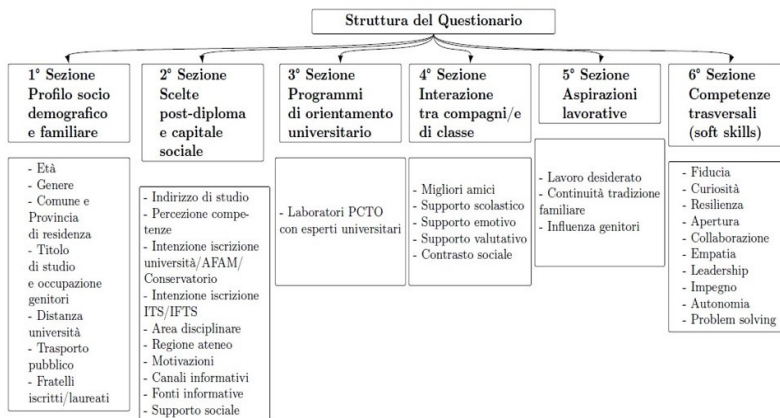 Struttura del Questionario
1° Sezione
Profilo socio
demografico
e familiare
- Età
- Genere
- Comune e
Provincia
di residenza
- Titolo
di studio
e occupazione
genitori
- Distanza
università
- Trasporto
pubblico
- Fratelli
iscritti/laureati
2° Sezione
Scelte
post-diploma
e capitale
sociale
- Indirizzo di studio
- Percezione compe-
tenze
- Intenzione iscrizione
università/AFAM/
Conservatorio
- Intenzione iscrizione
ITS/IFTS
- Area disciplinare
- Regione ateneo
- Motivazioni
- Canali informativi
- Fonti informative
- Supporto sociale
3° Sezione
Programmi
di orientamento
universitario
- Laboratori PCTO
con esperti universitari
4° Sezione
Interazione
tra compagni/e
di classe
- Migliori amici
- Supporto scolastico
- Supporto emotivo
- Supporto valutativo
- Contrasto sociale
5° Sezione
Aspirazioni
lavorative
- Lavoro desiderato
- Continuità tradizione
familiare
- Influenza genitori
6° Sezione
Competenze
trasversali
(soft skills)
- Fiducia
- Curiosità
- Resilienza
- Apertura
- Collaborazione
- Empatia
- Leadership
- Impegno
- Autonomia
- Problem solving